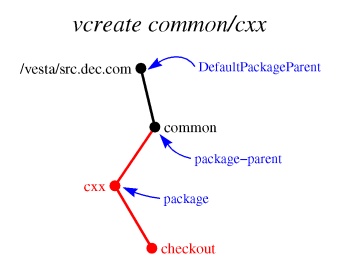 vcreate common/cxx
/vesta/src.dec.com
DefaultPackageParent
common
package-parent
cxx
package
checkout